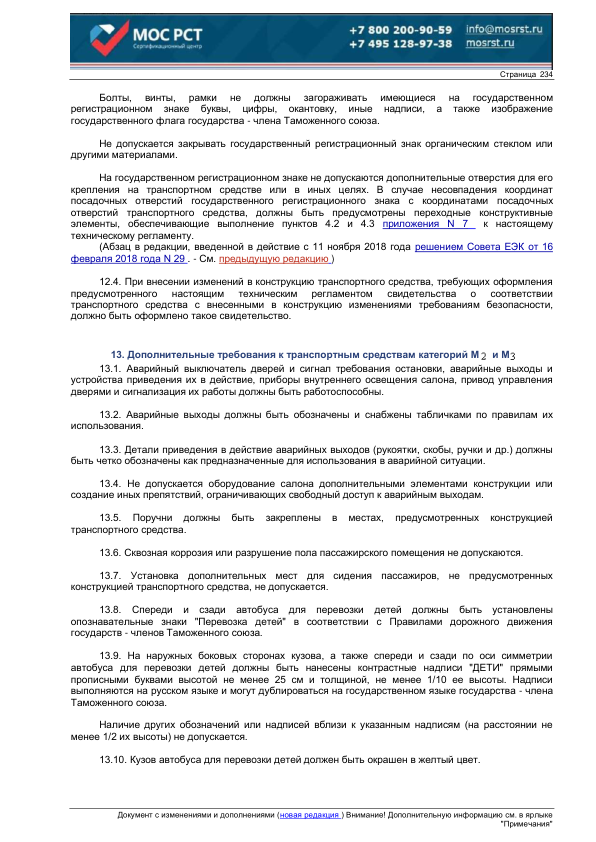 МОС РСТ
Сертификационный центр
+7 800 200-90-59 info@mosrst.ru
+7 495 128-97-38 mosrst.ru
Страница 234
Болты, винты, рамки не должны загораживать имеющиеся на государственном
регистрационном знаке буквы, цифры, окантовку, иные надписи, а также изображение
государственного флага государства - члена Таможенного союза.
Не допускается закрывать государственный регистрационный знак органическим стеклом или
другими материалами.
На государственном регистрационном знаке не допускаются дополнительные отверстия для его
крепления на транспортном средстве или в иных целях. В случае несовпадения координат
посадочных отверстий государственного регистрационного знака с координатами посадочных
отверстий транспортного средства, должны быть предусмотрены переходные конструктивные
элементы, обеспечивающие выполнение пунктов 4.2 и 4.3 приложения N 7 к настоящему
техническому регламенту.
(Абзац в редакции, введенной в действие с 11 ноября 2018 года решением Совета ЕЭК от 16
февраля 2018 года N 29 . - См. предыдущую редакцию )
12.4. При внесении изменений в конструкцию транспортного средства, требующих оформления
предусмотренного настоящим техническим регламентом свидетельства о соответствии
транспортного средства с внесенными в конструкцию изменениями требованиям безопасности,
должно быть оформлено такое свидетельство.
13. Дополнительные требования к транспортным средствам категорий М2 и М3
13.1. Аварийный выключатель дверей и сигнал требования остановки, аварийные выходы и
устройства приведения их в действие, приборы внутреннего освещения салона, привод управления
дверями и сигнализация их работы должны быть работоспособны.
13.2. Аварийные выходы должны быть обозначены и снабжены табличками по правилам их
использования.
13.3. Детали приведения в действие аварийных выходов (рукоятки, скобы, ручки и др.) должны
быть четко обозначены как предназначенные для использования в аварийной ситуации.
13.4. Не допускается оборудование салона дополнительными элементами конструкции или
создание иных препятствий, ограничивающих свободный доступ к аварийным выходам.
13.5. Поручни должны быть закреплены в местах, предусмотренных конструкцией
транспортного средства.
13.6. Сквозная коррозия или разрушение пола пассажирского помещения не допускаются.
13.7. Установка дополнительных мест для сидения пассажиров, не предусмотренных
конструкцией транспортного средства, не допускается.
13.8. Спереди и сзади автобуса для перевозки детей должны быть установлены
опознавательные знаки "Перевозка детей" в соответствии с Правилами дорожного движения
государств - членов Таможенного союза.
13.9. На наружных боковых сторонах кузова, а также спереди и сзади по оси симметрии
автобуса для перевозки детей должны быть нанесены контрастные надписи "ДЕТИ" прямыми
прописными буквами высотой не менее 25 см и толщиной, не менее 1/10 ее высоты. Надписи
выполняются на русском языке и могут дублироваться на государственном языке государства - члена
Таможенного союза.
Наличие других обозначений или надписей вблизи к указанным надписям (на расстоянии не
менее 1/2 их высоты) не допускается.
13.10. Кузов автобуса для перевозки детей должен быть окрашен в желтый цвет.
Документ с изменениями и дополнениями (новая редакция ) Внимание! Дополнительную информацию см. в ярлыке
"Примечания"